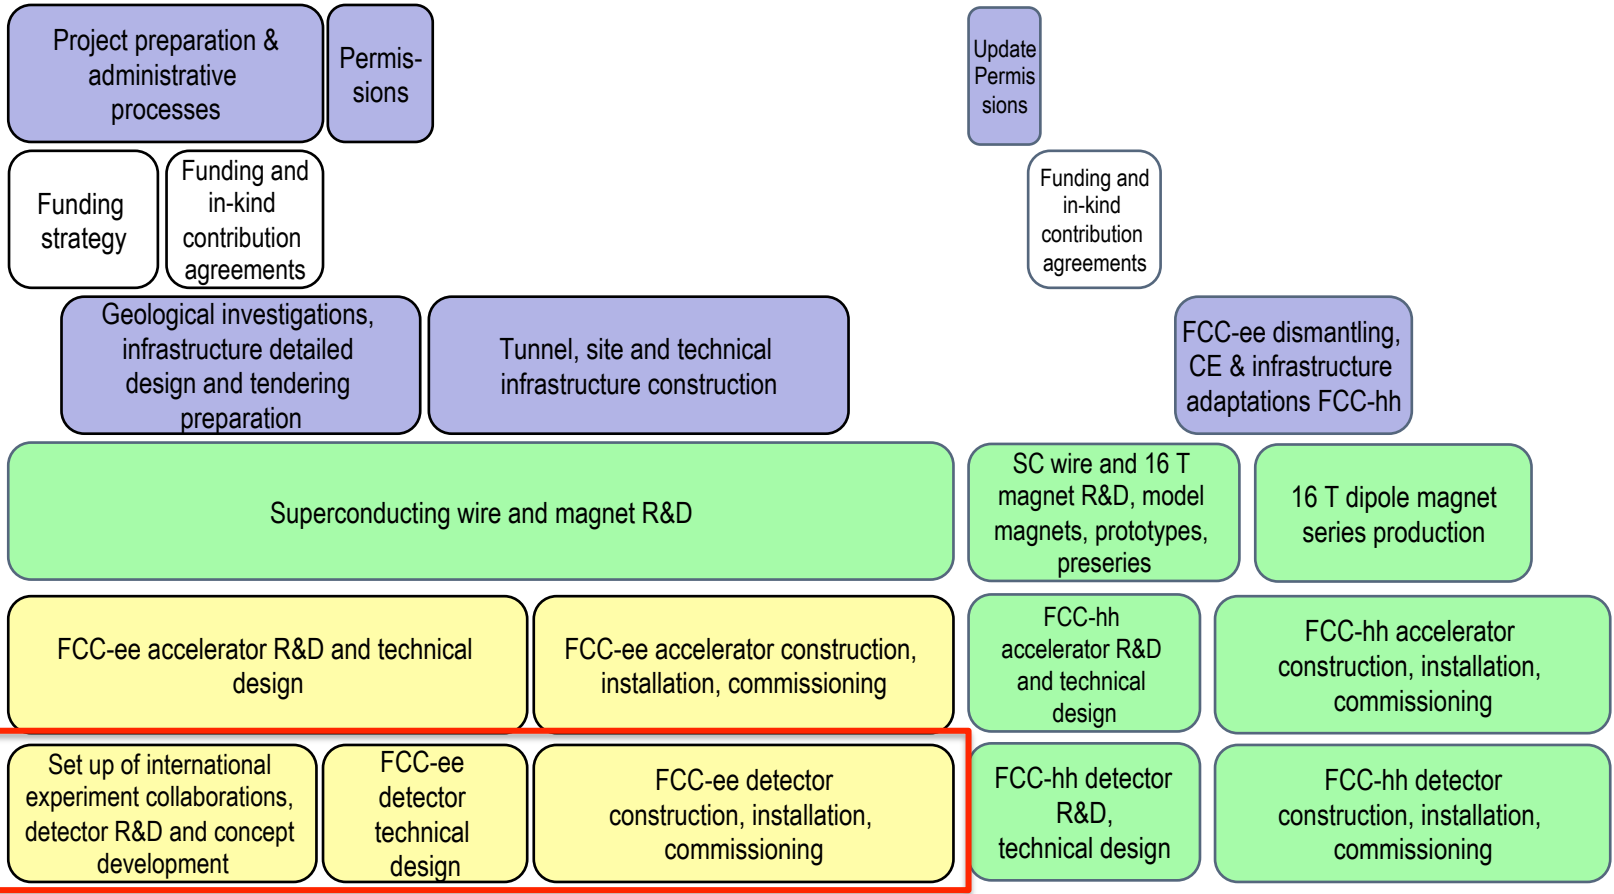 Project preparation &
administrative
processes
Permis-
sions
Update
Permis
sions
Funding
strategy
Funding and
in-kind
contribution
agreements
Funding and
in-kind
contribution
agreements
Geological investigations,
infrastructure detailed
design and tendering
preparation
Tunnel, site and technical
infrastructure construction
FCC-ee dismantling,
CE & infrastructure
adaptations FCC-hh
Superconducting wire and magnet R&D
SC wire and 16 T
magnet R&D, model
magnets, prototypes,
preseries
16 T dipole magnet
series production
FCC-ee accelerator R&D and technical
design
FCC-ee accelerator construction,
installation, commissioning
FCC-hh
accelerator R&D
and technical
design
FCC-hh accelerator
construction, installation,
commissioning
Set up of international
experiment collaborations,
detector R&D and concept
development
FCC-ee
detector
technical
design
FCC-ee detector
construction, installation,
commissioning
FCC-hh detector
R&D,
technical design
FCC-hh detector
construction, installation,
commissioning